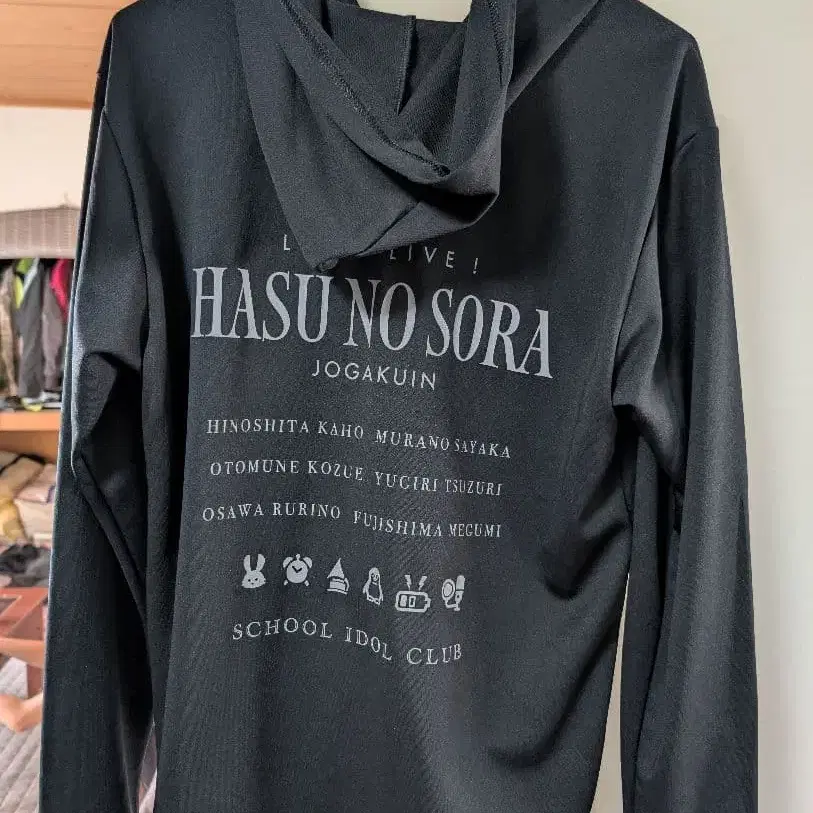 L LIVE !
HASU NO SORA
JOGAKUIN
HINOSHITA KAHO MURANO SAYAKA
OTOMUNE KOZUE YUGIRI TSUZURI
OSAWA RURINO FUJISHIMA MEGUMI
SCHOOL IDOL CLUB